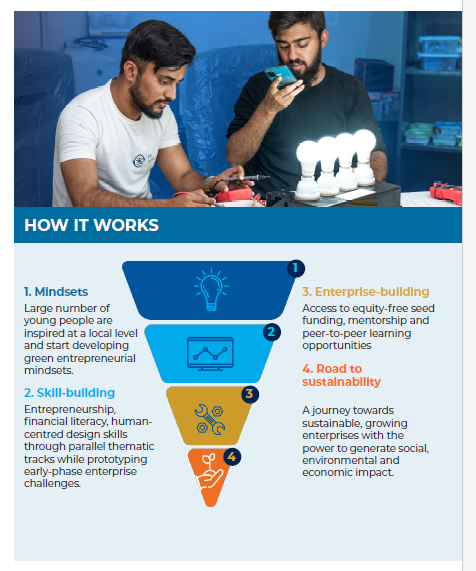 HOW IT WORKS
1
2
3
4
1. Mindsets
Large number of
young people are
inspired at a local level
and start developing
green entrepreneurial
mindsets.
2. Skill-building
Entrepreneurship,
financial literacy, human-
centred design skills
through parallel thematic
tracks while prototyping
early-phase enterprise
challenges.
3. Enterprise-building
Access to equity-free seed
funding, mentorship and
peer-to-peer learning
opportunities
4. Road to
sustainability
A journey towards
sustainable, growing
enterprises with the
power to generate social,
environmental and
economic impact.